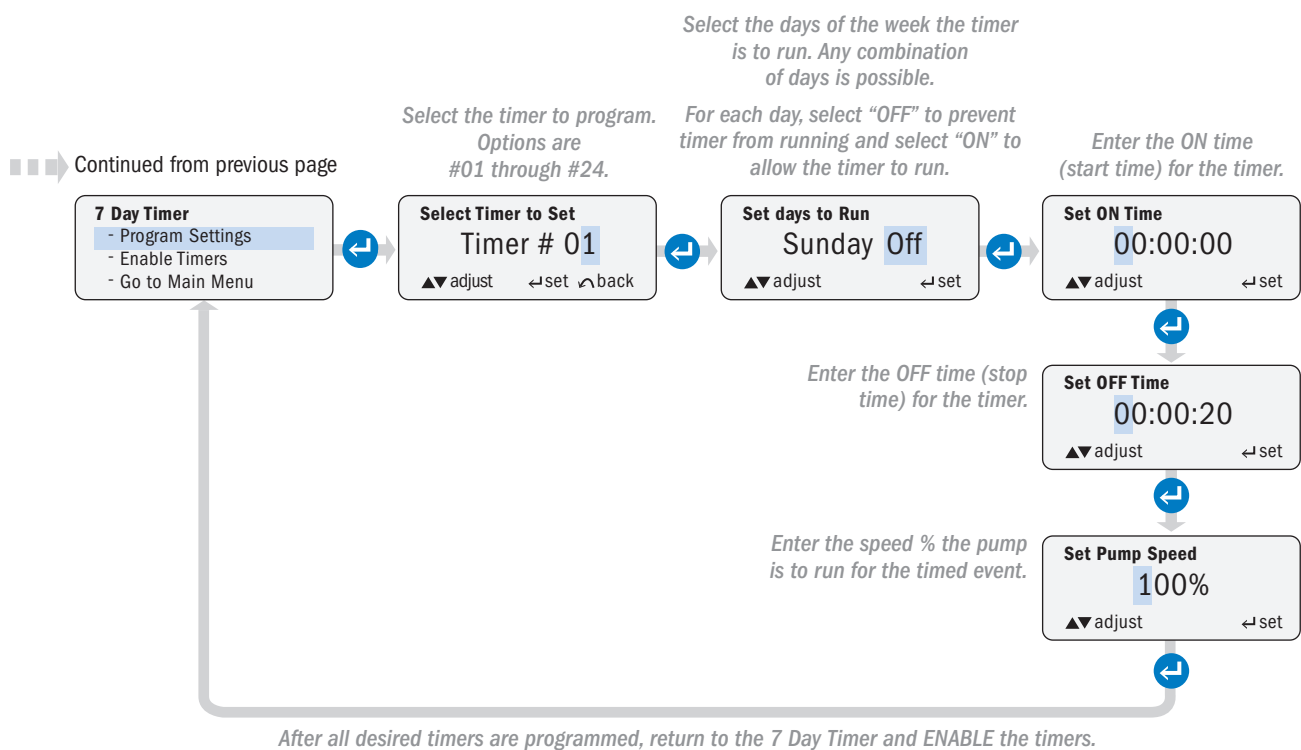 Select the days of the week the timer
is to run. Any combination
of days is possible.
Select the timer to program.
Options are
#01 through #24.
For each day, select “OFF” to prevent
timer from running and select “ON” to
allow the timer to run.
Enter the ON time
(start time) for the timer.
Continued from previous page
7 Day Timer
- Program Settings
- Enable Timers
- Go to Main Menu
Select Timer to Set
Timer # 01
▲▼ adjust ↵ set ↶ back
Set days to Run
Sunday Off
▲▼ adjust ↵ set
Set ON Time
00:00:00
▲▼ adjust ↵ set
Enter the OFF time (stop
time) for the timer.
Set OFF Time
00:00:20
▲▼ adjust ↵ set
Enter the speed % the pump
is to run for the timed event.
Set Pump Speed
100%
▲▼ adjust ↵ set
After all desired timers are programmed, return to the 7 Day Timer and ENABLE the timers.